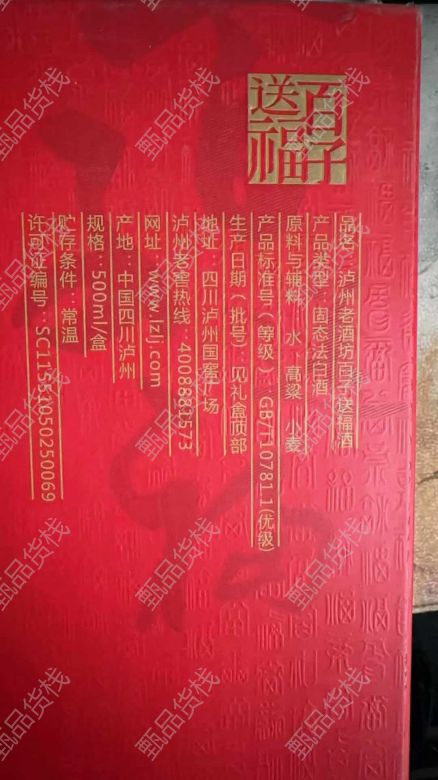 百子
送福
品名：泸州老酒坊百子送福酒
产品类型：固态法白酒
原料与辅料：水、高粱、小麦
产品标准号（等级）：GB/T10781.1(优级)
生产日期（批号）：见礼盒顶部
地址：四川泸州国窖广场
泸州老窖热线：4008881573
网址：www.lzlj.com
产地：中国四川泸州
规格：500ml/盒
贮存条件：常温
许可证编号：SC11551050250069
甄品货栈